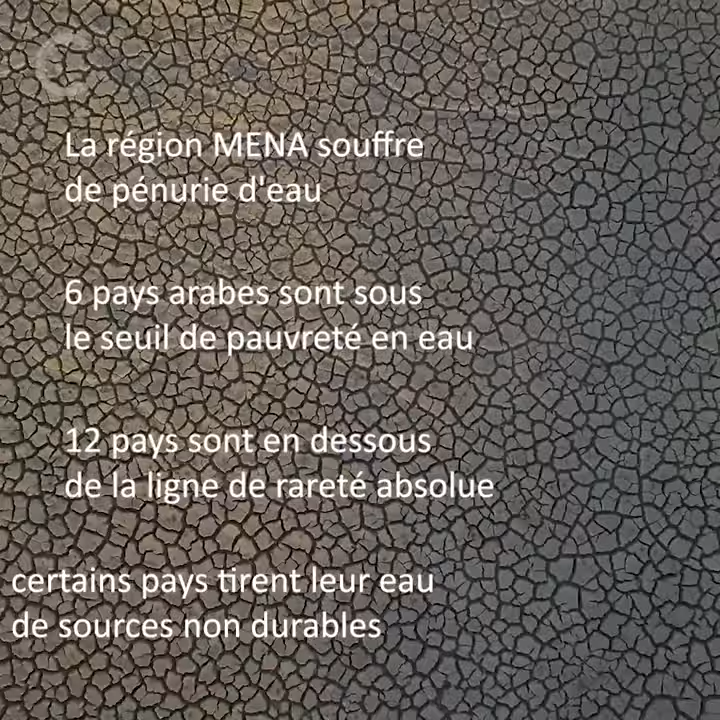 La région MENA souffre
de pénurie d'eau
6 pays arabes sont sous
le seuil de pauvreté en eau
12 pays sont en dessous
de la ligne de rareté absolue
certains pays tirent leur eau
de sources non durables